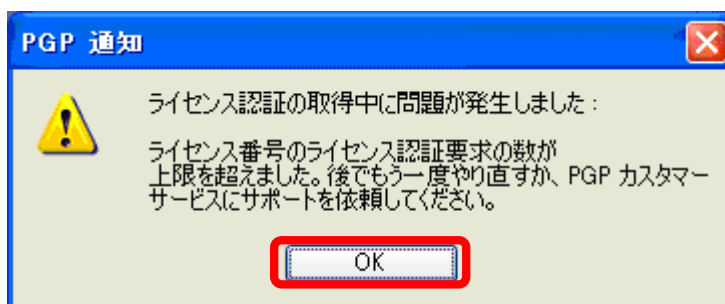 PGP 通知
ライセンス認証の取得中に問題が発生しました :
ライセンス番号のライセンス認証要求の数が
上限を超えました。後でもう一度やり直すか、PGP カスタマー
サービスにサポートを依頼してください。
OK